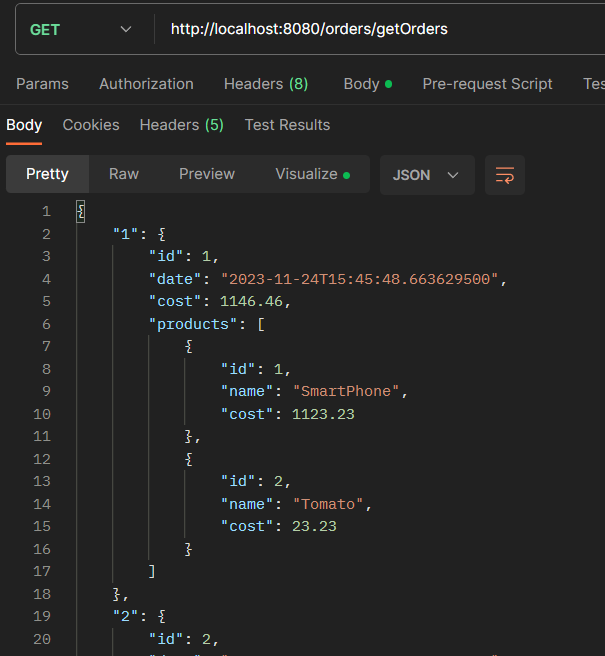 GET http://localhost:8080/orders/getOrders
Params Authorization Headers (8) Body Pre-request Script
Body Cookies Headers (5) Test Results
Pretty Raw Preview Visualize JSON
1 {
2 "1": {
3 "id": 1,
4 "date": "2023-11-24T15:45:48.663629500",
5 "cost": 1146.46,
6 "products": [
7 {
8 "id": 1,
9 "name": "SmartPhone",
10 "cost": 1123.23
11 },
12 {
13 "id": 2,
14 "name": "Tomato",
15 "cost": 23.23
16 }
17 ]
18 },
19 "2": {
20 "id": 2,